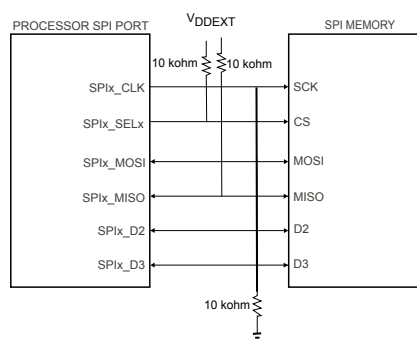 V_DDEXT
PROCESSOR SPI PORT
SPI MEMORY
10 kohm
10 kohm
SPIx_CLK
SCK
SPIx_SELx
CS
SPIx_MOSI
MOSI
SPIx_MISO
MISO
SPIx_D2
D2
SPIx_D3
D3
10 kohm